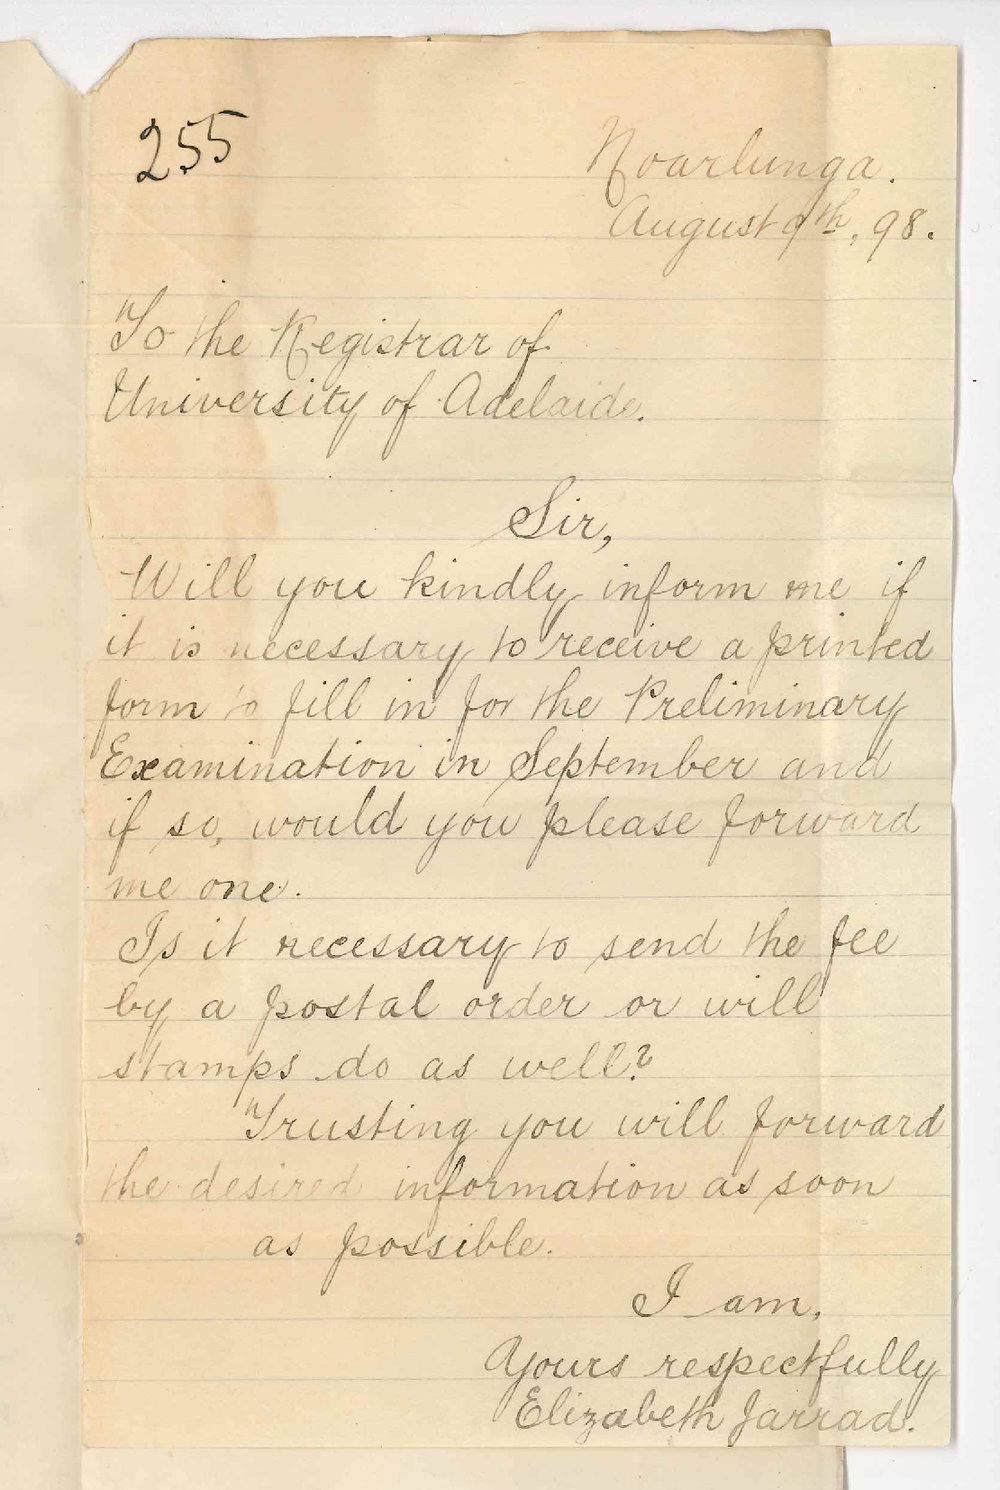 255
Noarlunga.
August 9th, 98.
To the Registrar of
University of Adelaide.
Sir,
Will you kindly inform me if
it is necessary to receive a printed
form to fill in for the Preliminary
Examination in September and
if so, would you please forward
me one.
Is it necessary to send the fee
by a postal order or will
stamps do as well?
Trusting you will forward
the desired information as soon
as possible.
I am,
Yours respectfully
Elizabeth Jarrad.